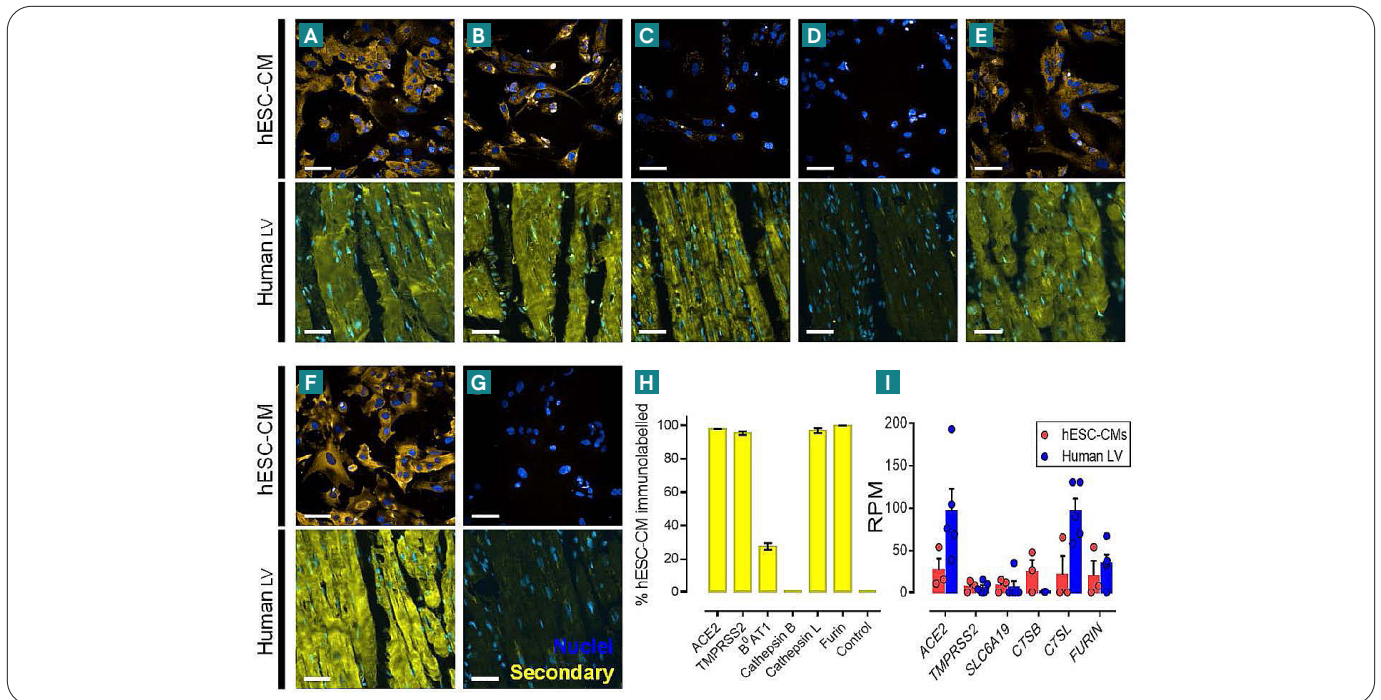 A
B
C
D
E
hESC-CM
Human LV
F
G
H
I
hESC-CM
Human LV
Nuclei
Secondary
% hESC-CM immunolabelled
100
80
60
40
20
0
ACE2
TMPRSS2
B⁰AT1
Cathepsin B
Cathepsin L
Furin
Control
RPM
200
150
100
50
0
hESC-CMs
Human LV
ACE2
TMPRSS2
SLC6A19
CTSB
CTSL
FURIN